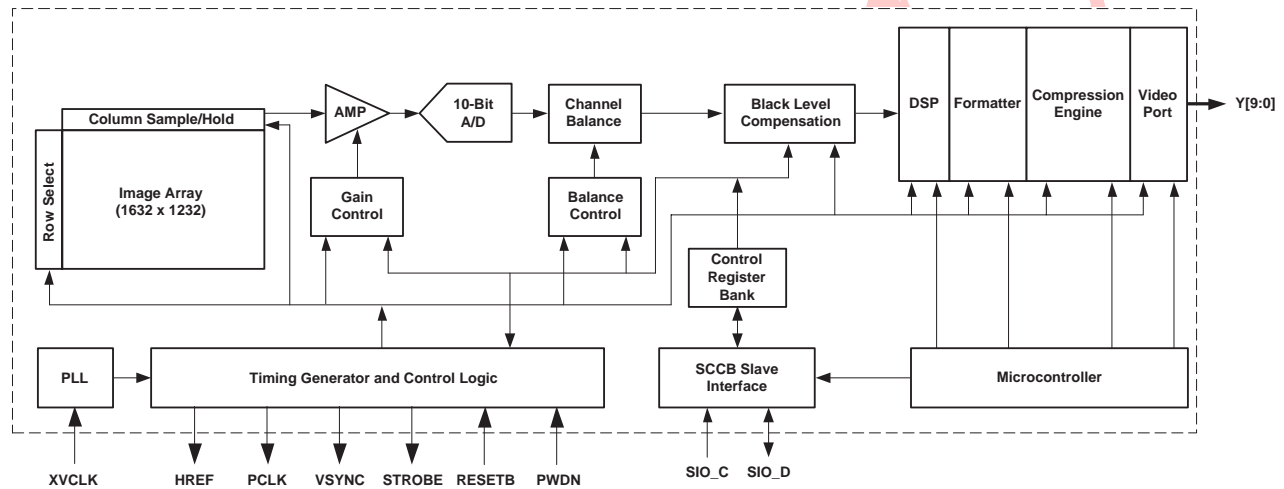 AMP
10-Bit
A/D
Channel
Balance
Black Level
Compensation
DSP
Formatter
Compression
Engine
Video
Port
Y[9:0]
Column Sample/Hold
Row Select
Image Array
(1632 x 1232)
Gain
Control
Balance
Control
Control
Register
Bank
PLL
Timing Generator and Control Logic
SCCB Slave
Interface
Microcontroller
XVCLK
HREF
PCLK
VSYNC
STROBE
RESETB
PWDN
SIO_C
SIO_D